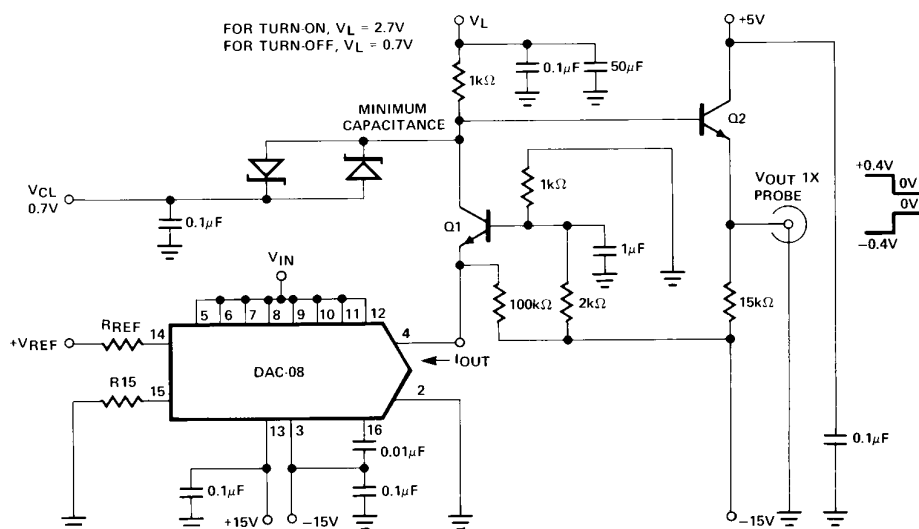 FOR TURN-ON, VL = 2.7V
FOR TURN-OFF, VL = 0.7V
VL
+5V
0.1μF
50μF
1kΩ
MINIMUM
CAPACITANCE
Q2
VCL
0.7V
0.1μF
1kΩ
VOUT 1X
PROBE
+0.4V
0V
0V
-0.4V
Q1
1μF
VIN
100kΩ
2kΩ
15kΩ
5 6 7 8 9 10 11 12
+VREF
RREF
14
4
IOUT
DAC-08
R15
15
2
13 3 16
0.01μF
0.1μF
0.1μF
0.1μF
+15V
-15V
-15V